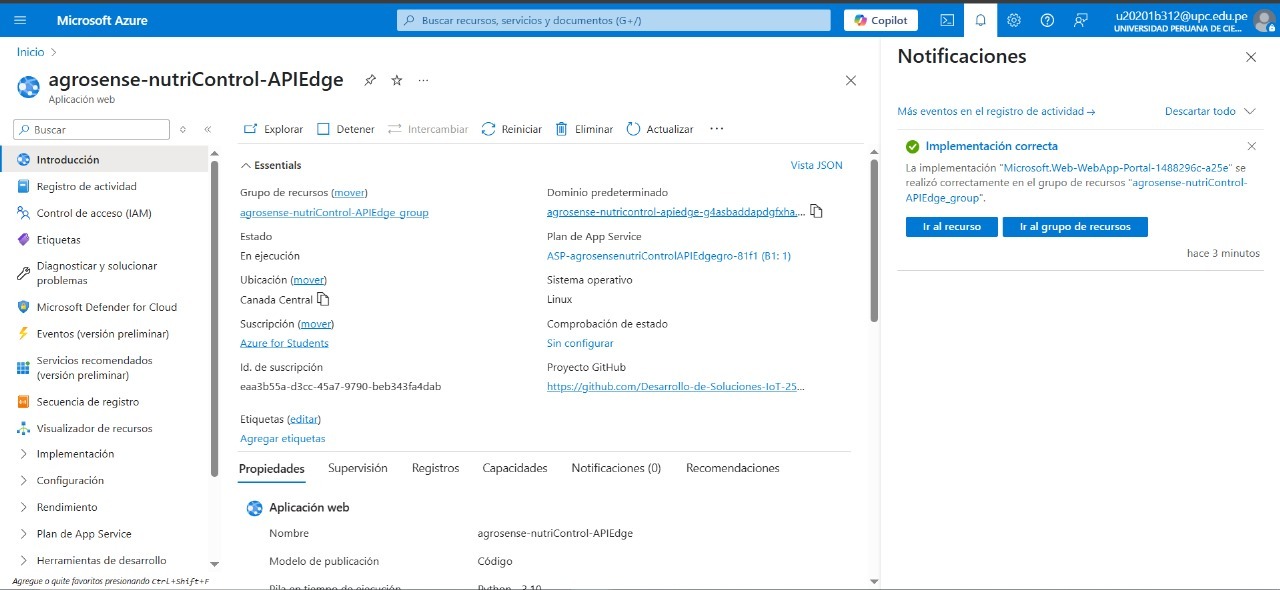 Microsoft Azure
Buscar recursos, servicios y documentos (G+/)
Copilot
u20201b312@upc.edu.pe
UNIVERSIDAD PERUANA DE CIE...
Inicio
agrosense-nutriControl-APIEdge
Aplicación web
Buscar
Introducción
Registro de actividad
Control de acceso (IAM)
Etiquetas
Diagnosticar y solucionar
problemas
Microsoft Defender for Cloud
Eventos (versión preliminar)
Servicios recomendados
(versión preliminar)
Secuencia de registro
Visualizador de recursos
Implementación
Configuración
Rendimiento
Plan de App Service
Herramientas de desarrollo
Agregue o quite favoritos presionando Ctrl+Shift+F
Explorar Detener Intercambiar Reiniciar Eliminar Actualizar
Essentials
Vista JSON
Grupo de recursos (mover)
agrosense-nutriControl-APIEdge_group
Estado
En ejecución
Ubicación (mover)
Canada Central
Suscripción (mover)
Azure for Students
Id. de suscripción
eaa3b55a-d3cc-45a7-9790-beb343fa4dab
Dominio predeterminado
agrosense-nutricontrol-apiedge-g4asbaddapdgfxha....
Plan de App Service
ASP-agrosensenutriControlAPIEdgegro-81f1 (B1: 1)
Sistema operativo
Linux
Comprobación de estado
Sin configurar
Proyecto GitHub
https://github.com/Desarrollo-de-Soluciones-IoT-25...
Etiquetas (editar)
Agregar etiquetas
Propiedades Supervisión Registros Capacidades Notificaciones (0) Recomendaciones
Aplicación web
Nombre agrosense-nutriControl-APIEdge
Modelo de publicación Código
Pila en tiempo de ejecución Python - 3.10
Notificaciones
Más eventos en el registro de actividad →
Descartar todo
Implementación correcta
La implementación "Microsoft.Web-WebApp-Portal-1488296c-a25e" se
realizó correctamente en el grupo de recursos "agrosense-nutriControl-
APIEdge_group".
Ir al recurso
Ir al grupo de recursos
hace 3 minutos